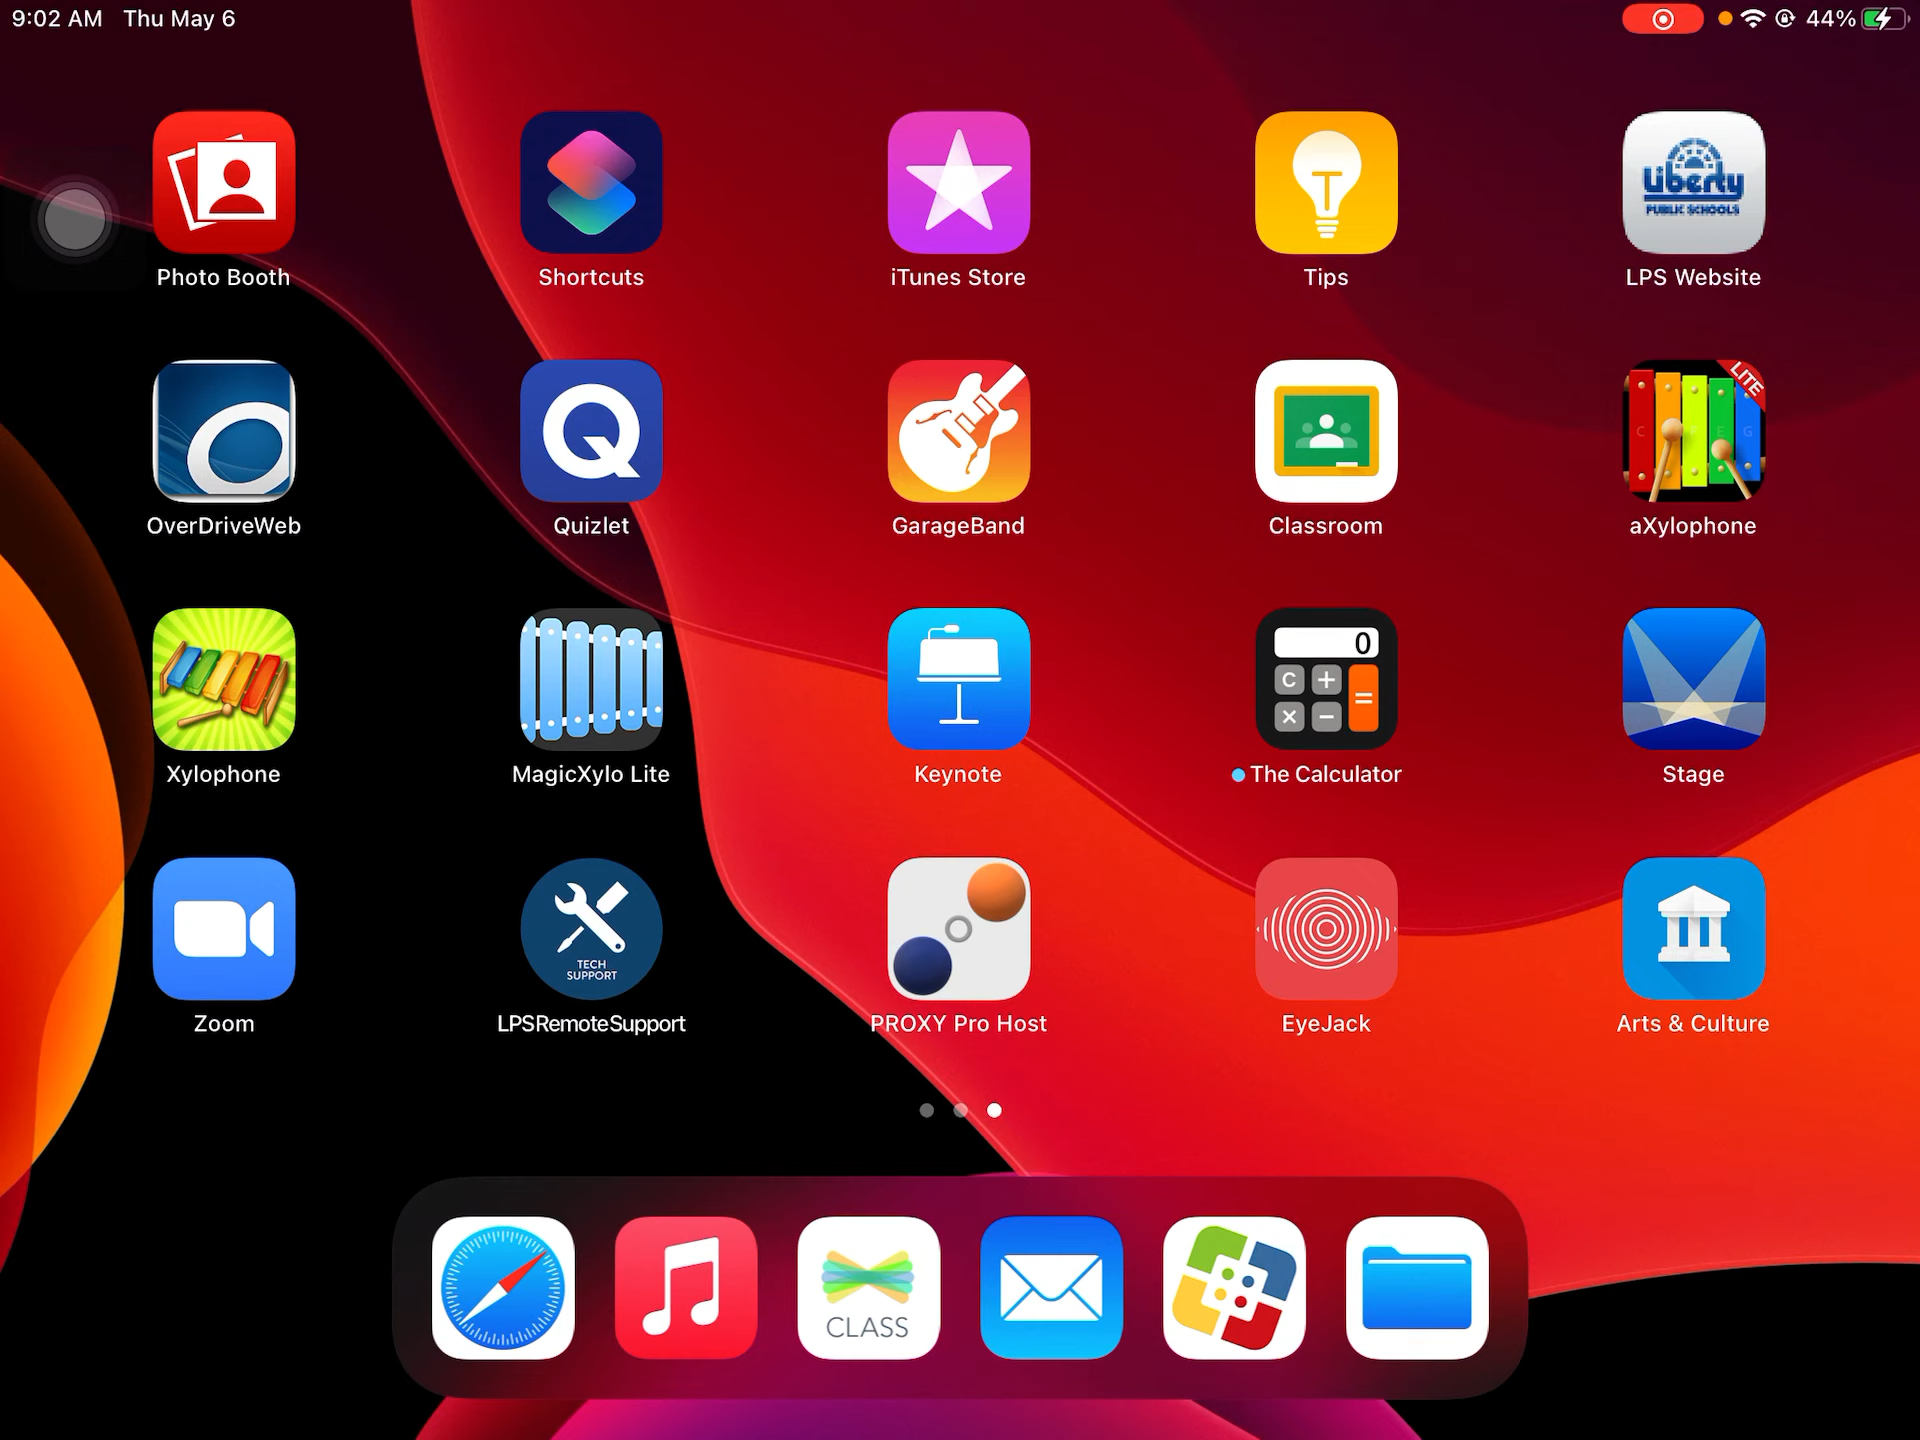 9:02 AM Thu May 6
44%
Liberty
PUBLIC SCHOOLS
Photo Booth
Shortcuts
iTunes Store
Tips
LPS Website
LITE
C
E
G
OverDriveWeb
Quizlet
GarageBand
Classroom
aXylophone
0
C + × − =
Xylophone
MagicXylo Lite
Keynote
The Calculator
Stage
TECH
SUPPORT
Zoom
LPSRemoteSupport
PROXY Pro Host
EyeJack
Arts & Culture
CLASS